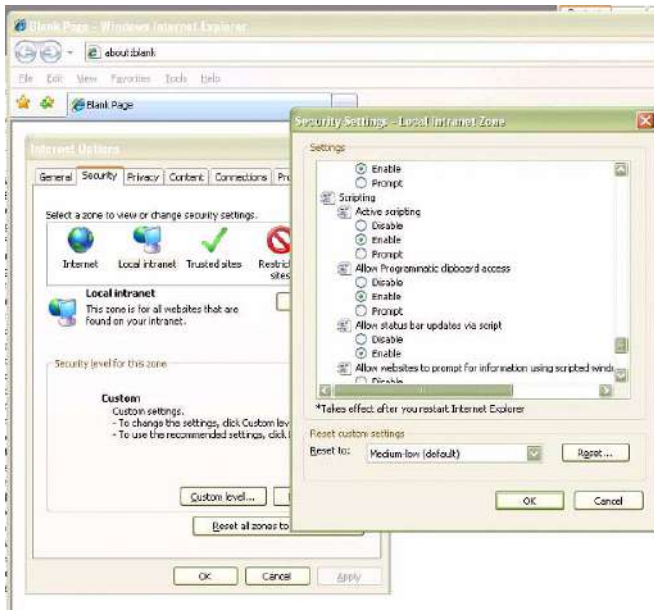 Blank Page - Windows Internet Explorer
about:blank
File Edit View Favorites Tools Help
Blank Page
Internet Options
General Security Privacy Content Connections
Select a zone to view or change security settings.
Internet Local intranet Trusted sites
sites
Local intranet
This zone is for all websites that are
found on your intranet.
Security level for this zone
Custom
Custom settings.
- To change the settings, click Custom
- To use the recommended settings, click
Custom level...
Reset all zones to
OK Cancel Apply
Security Settings - Local Intranet Zone
Settings
Enable
Prompt
Scripting
Active scripting
Disable
Enable
Prompt
Allow Programmatic clipboard access
Disable
Enable
Prompt
Allow status bar updates via script
Disable
Enable
Allow websites to prompt for information using scripted
Disable
*Takes effect after you restart Internet Explorer
Reset custom settings
Reset to: Medium-low (default) Reset...
OK Cancel